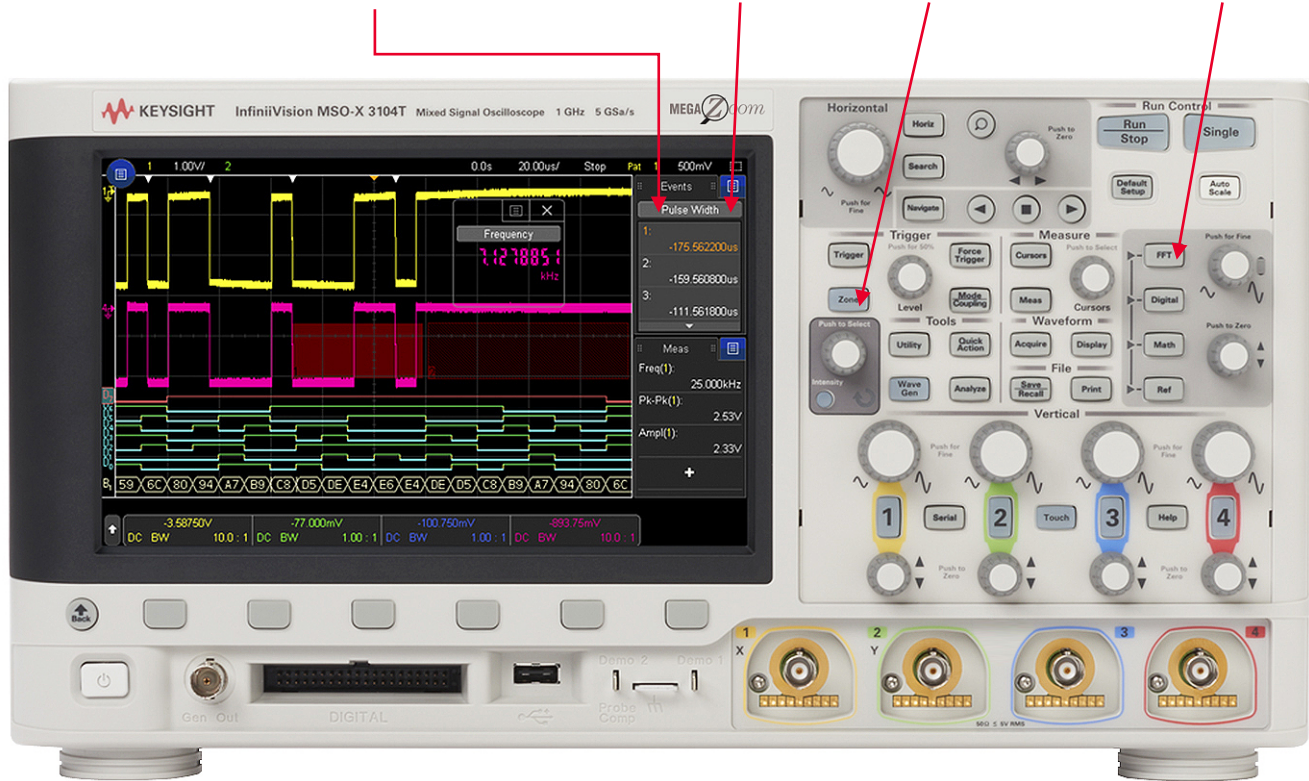 KEYSIGHT InfiniiVision MSO-X 3104T Mixed Signal Oscilloscope 1 GHz 5 GSa/s MEGA Zoom
1 1.00V/ 2 0.0s 20.00us/ Stop Pat 1 500mV
Events
Pulse Width
1:
-175.562200us
2:
-159.560800us
3:
-111.561800us
Frequency
7.1278851
kHz
Meas
Freq(1):
25.000kHz
Pk-Pk(1):
2.53V
Ampl(1):
2.33V
+
B1 59 6C 80 94 A7 B9 C8 D5 DE E4 E6 E4 DE D5 C8 B9 A7 94 80 6C
-3.58750V -77.000mV -100.750mV -893.75mV
DC BW 10.0 : 1 DC BW 1.00 : 1 DC BW 1.00 : 1 DC BW 10.0 : 1
Back
Gen Out
DIGITAL
Demo 2 Demo 1
Probe
Comp
Horizontal
Horiz
Search
Navigate
Push for
Fine
Push to
Zero
Run Control
Run
Stop
Single
Default
Setup
Auto
Scale
Trigger
Push for 50%
Trigger
Force
Trigger
Zone
Level
Mode
Coupling
Measure
Push to Select
Cursors
Meas
Cursors
Push for Fine
FFT
Digital
Push to Zero
Math
Ref
Push to Select
Intensity
Tools
Utility
Quick
Action
Wave
Gen
Analyze
Waveform
Acquire
Display
File
Save
Recall
Print
Vertical
Push for
Fine
Push for
Fine
1 Serial 2 Touch 3 Help 4
Push to
Zero
Push to
Zero
1 2 3 4
X Y
50Ω ≤ 5V RMS